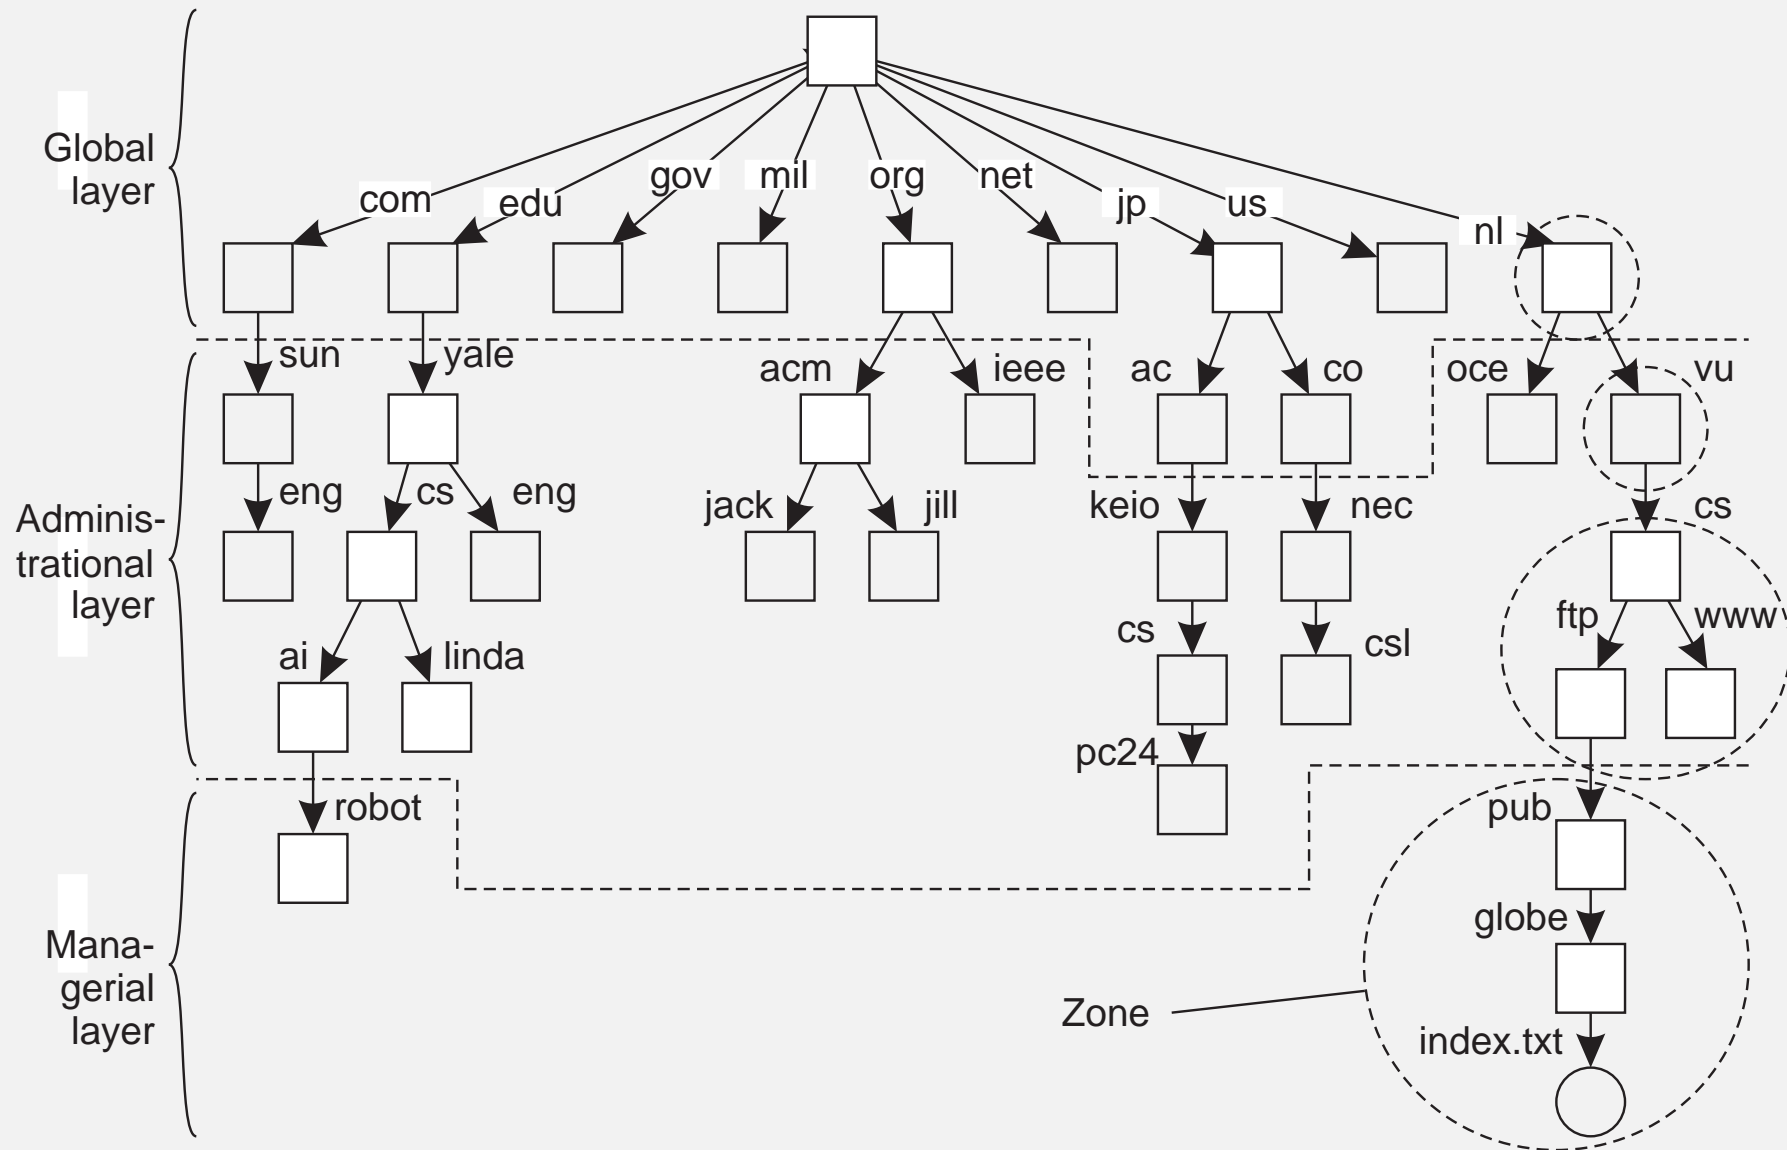 Global
layer
com
edu
gov
mil
org
net
jp
us
nl
sun
yale
acm
ieee
ac
co
oce
vu
eng
cs
eng
jack
jill
keio
nec
cs
Adminis-
trational
layer
ai
linda
cs
csl
ftp
www
pc24
robot
pub
Mana-
gerial
layer
globe
Zone
index.txt